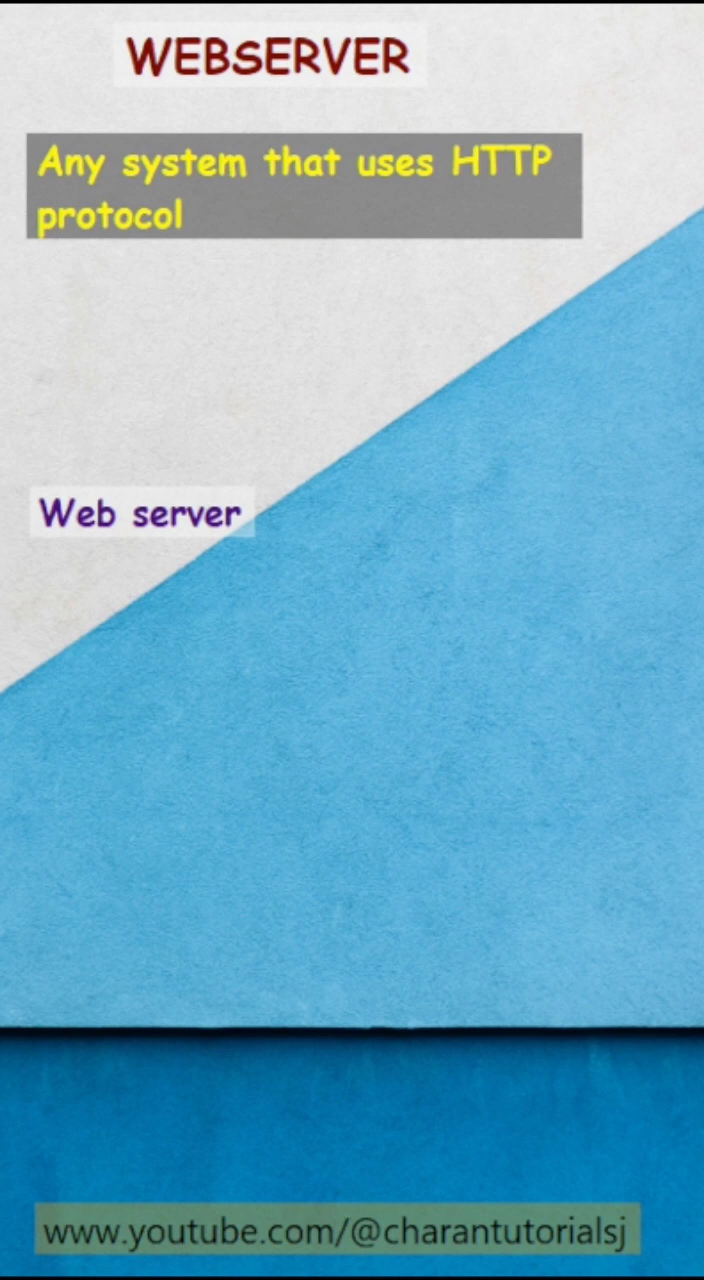 WEBSERVER
Any system that uses HTTP
protocol
Web server
www.youtube.com/@charantutorialsj